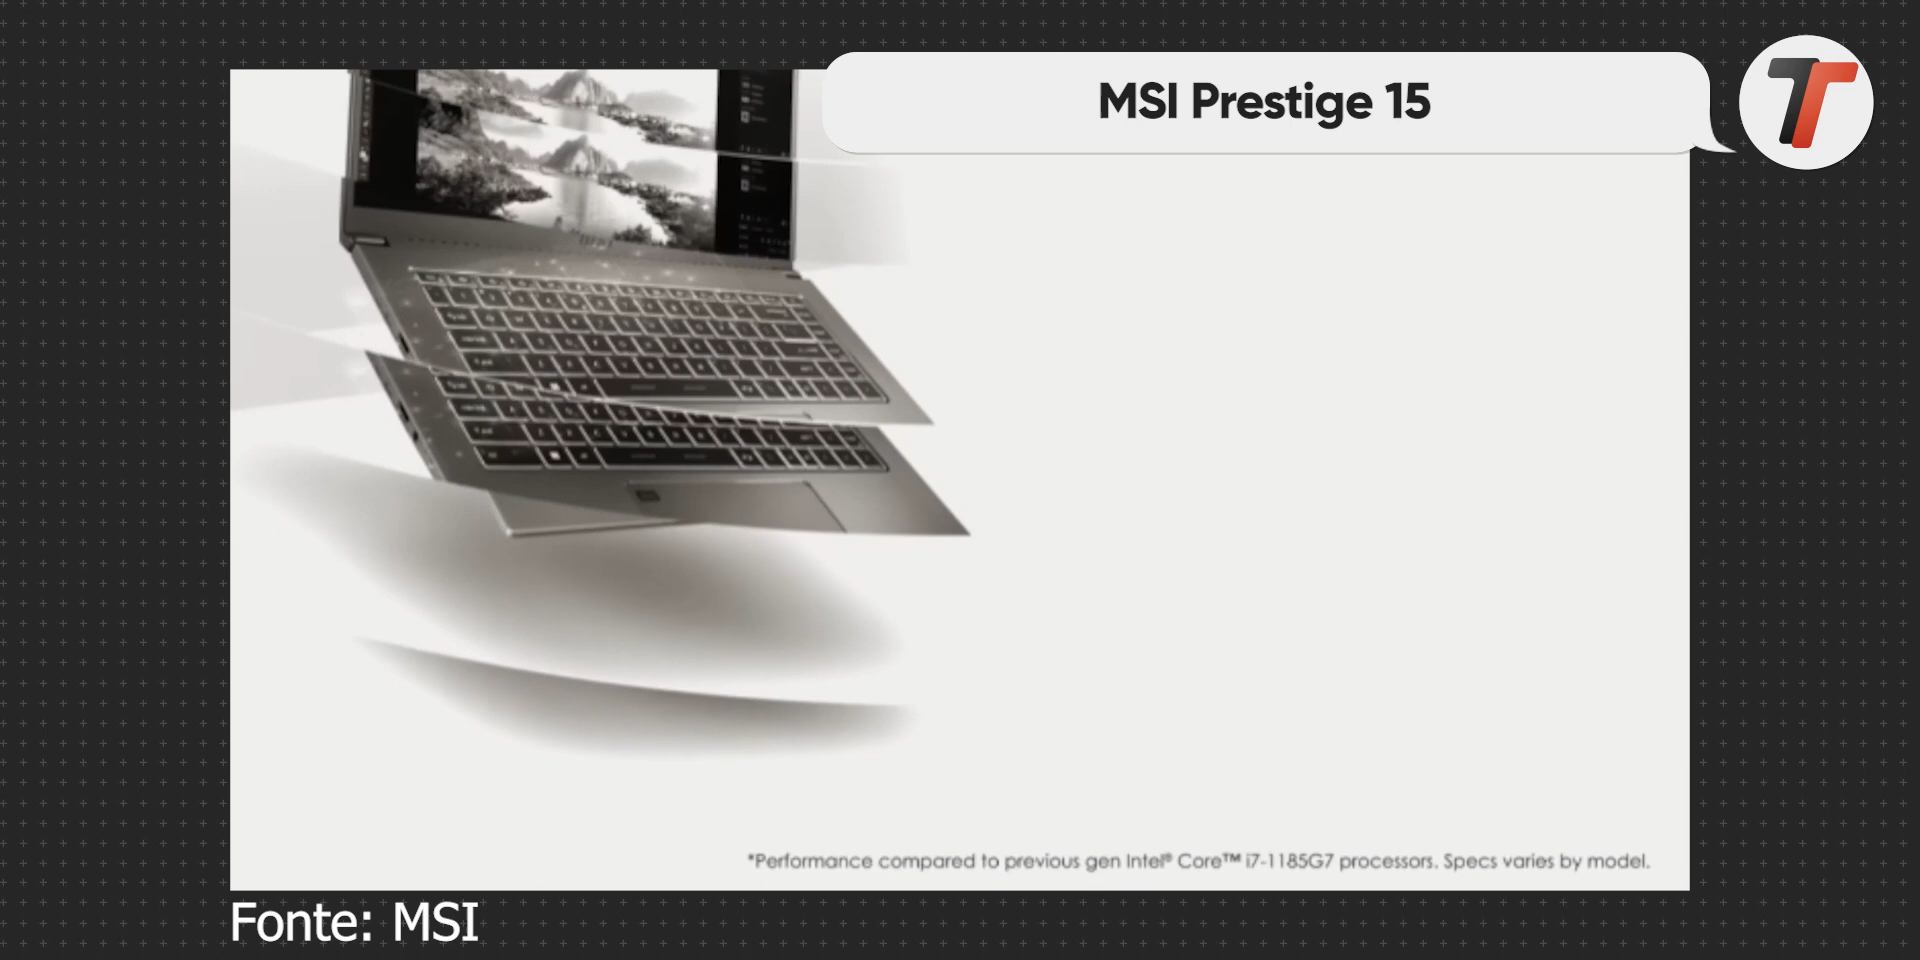 MSI Prestige 15
*Performance compared to previous gen Intel® Core™ i7-1185G7 processors. Specs varies by model.
Fonte: MSI